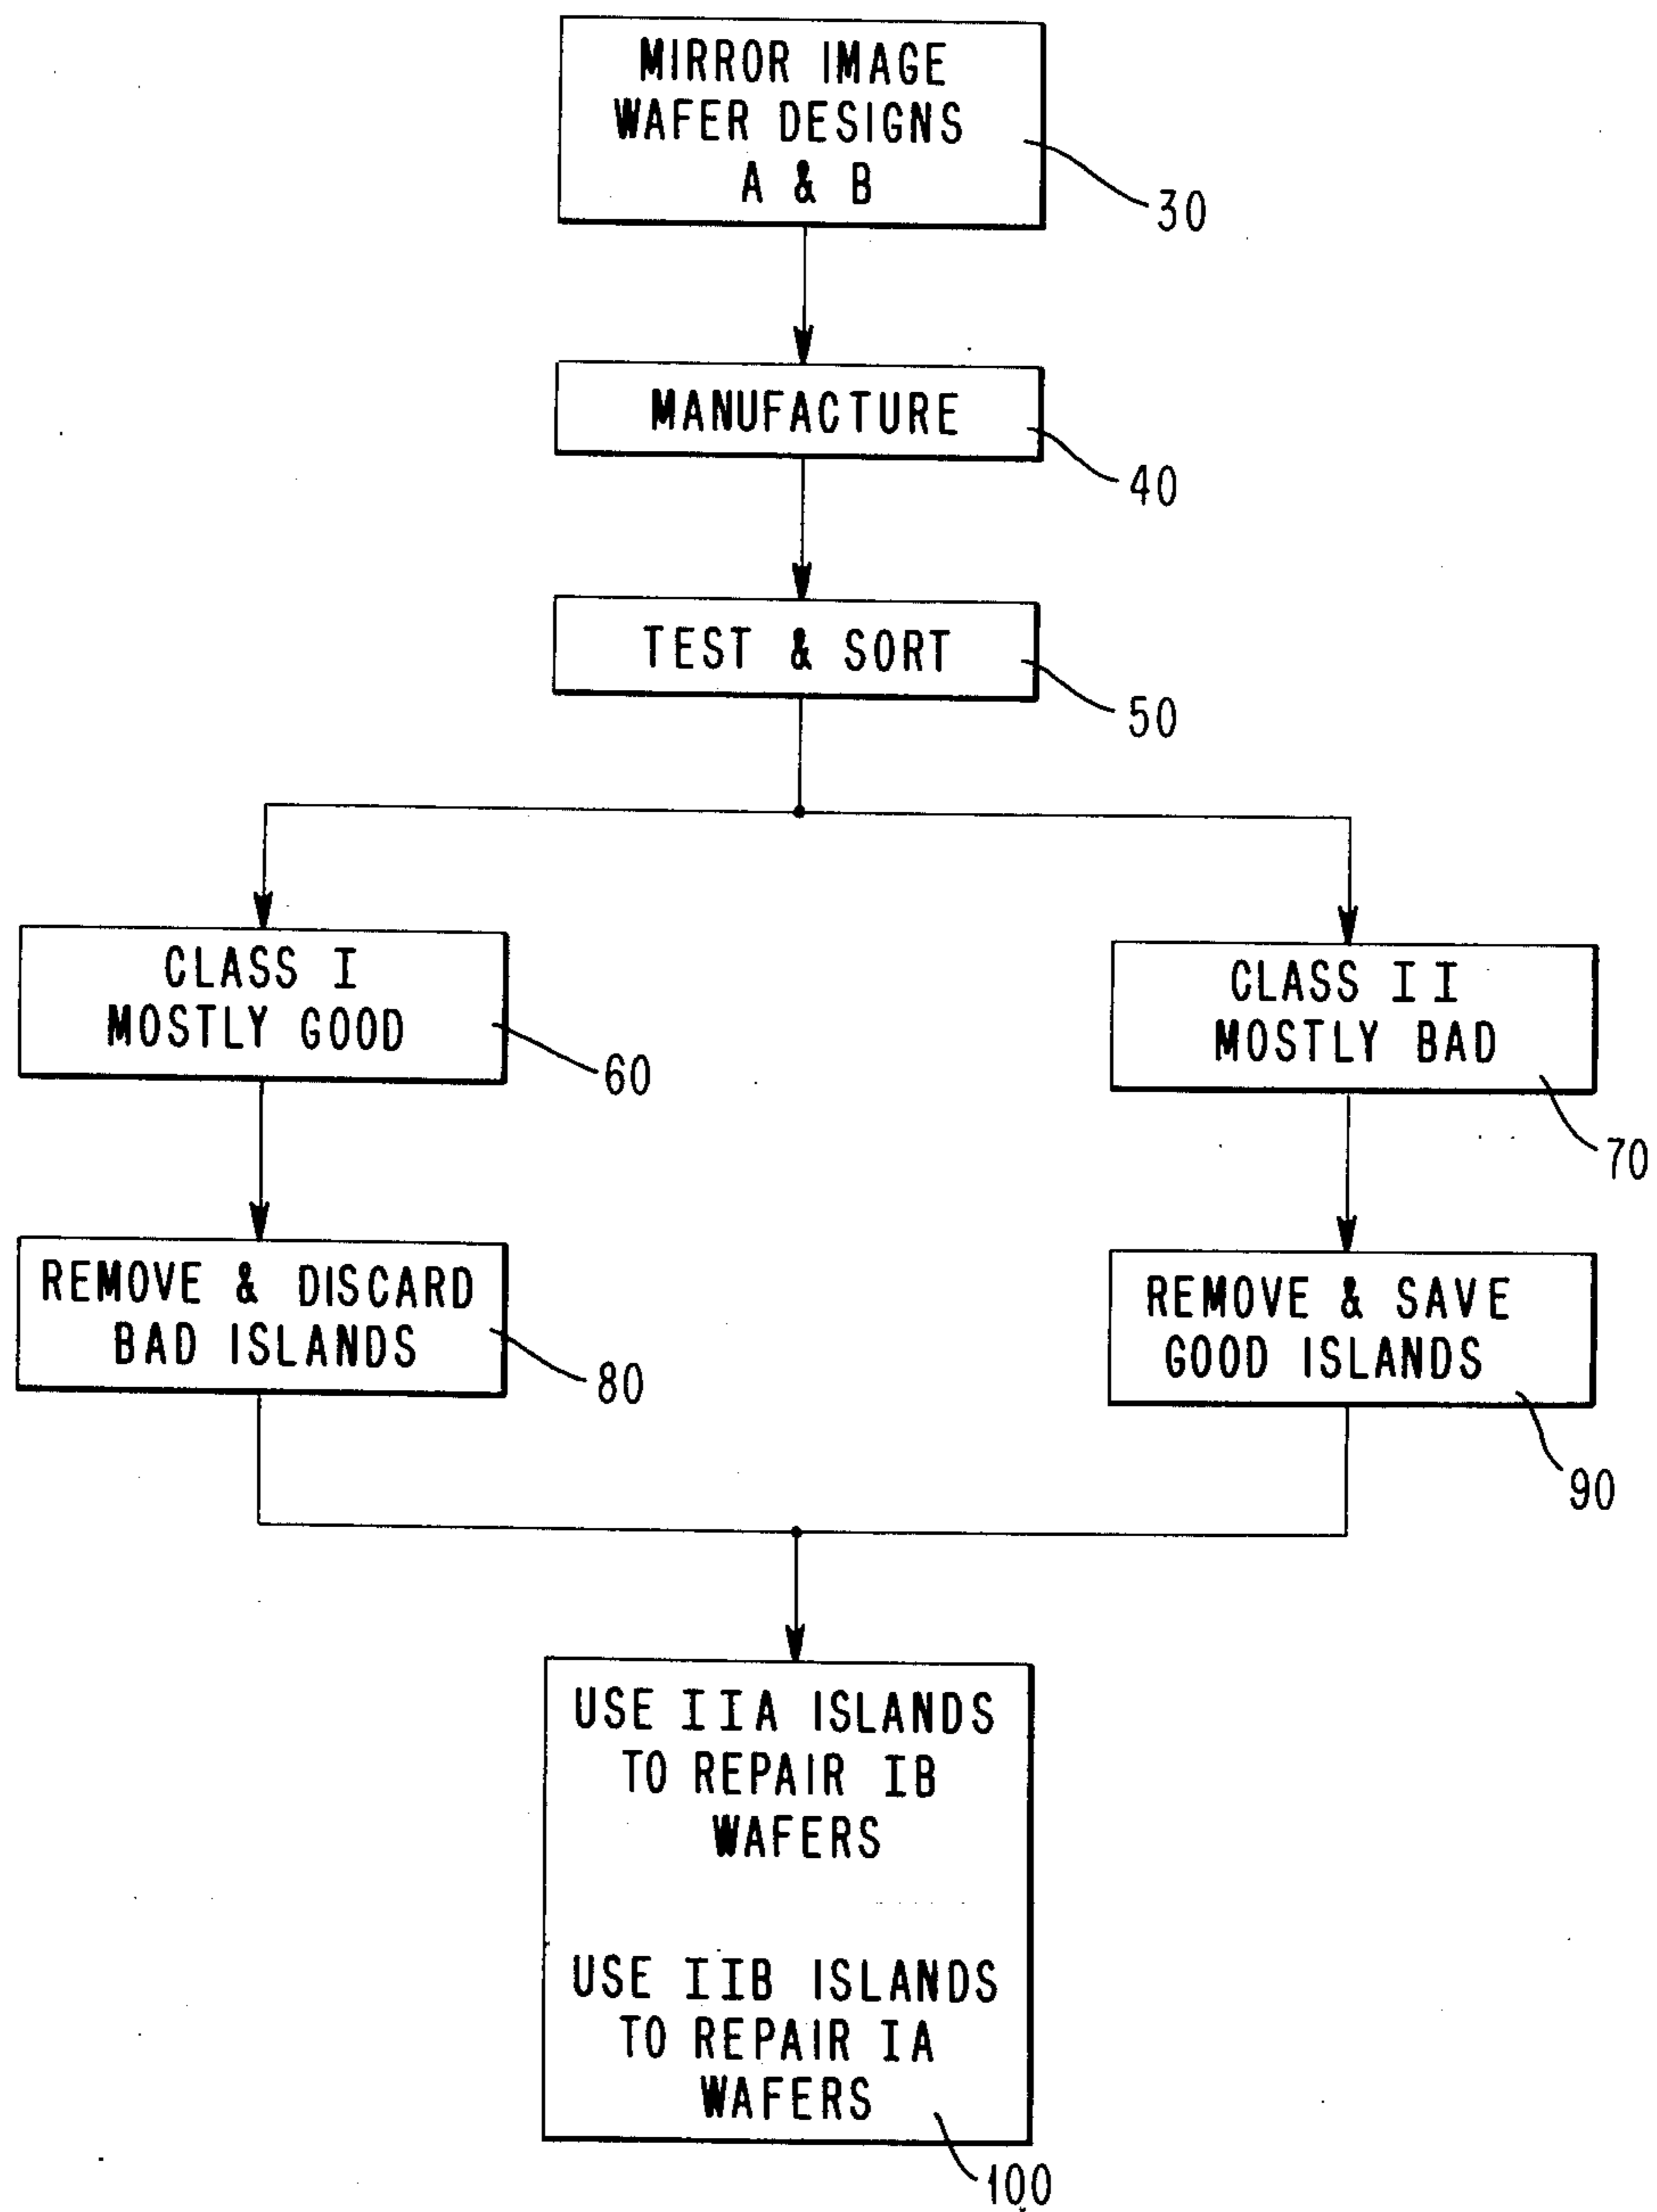 MIRROR IMAGE
WAFER DESIGNS
A & B
30
MANUFACTURE
40
TEST & SORT
50
CLASS I
MOSTLY GOOD
60
CLASS II
MOSTLY BAD
70
REMOVE & DISCARD
BAD ISLANDS
80
REMOVE & SAVE
GOOD ISLANDS
90
USE IIA ISLANDS
TO REPAIR IB
WAFERS
USE IIB ISLANDS
TO REPAIR IA
WAFERS
100